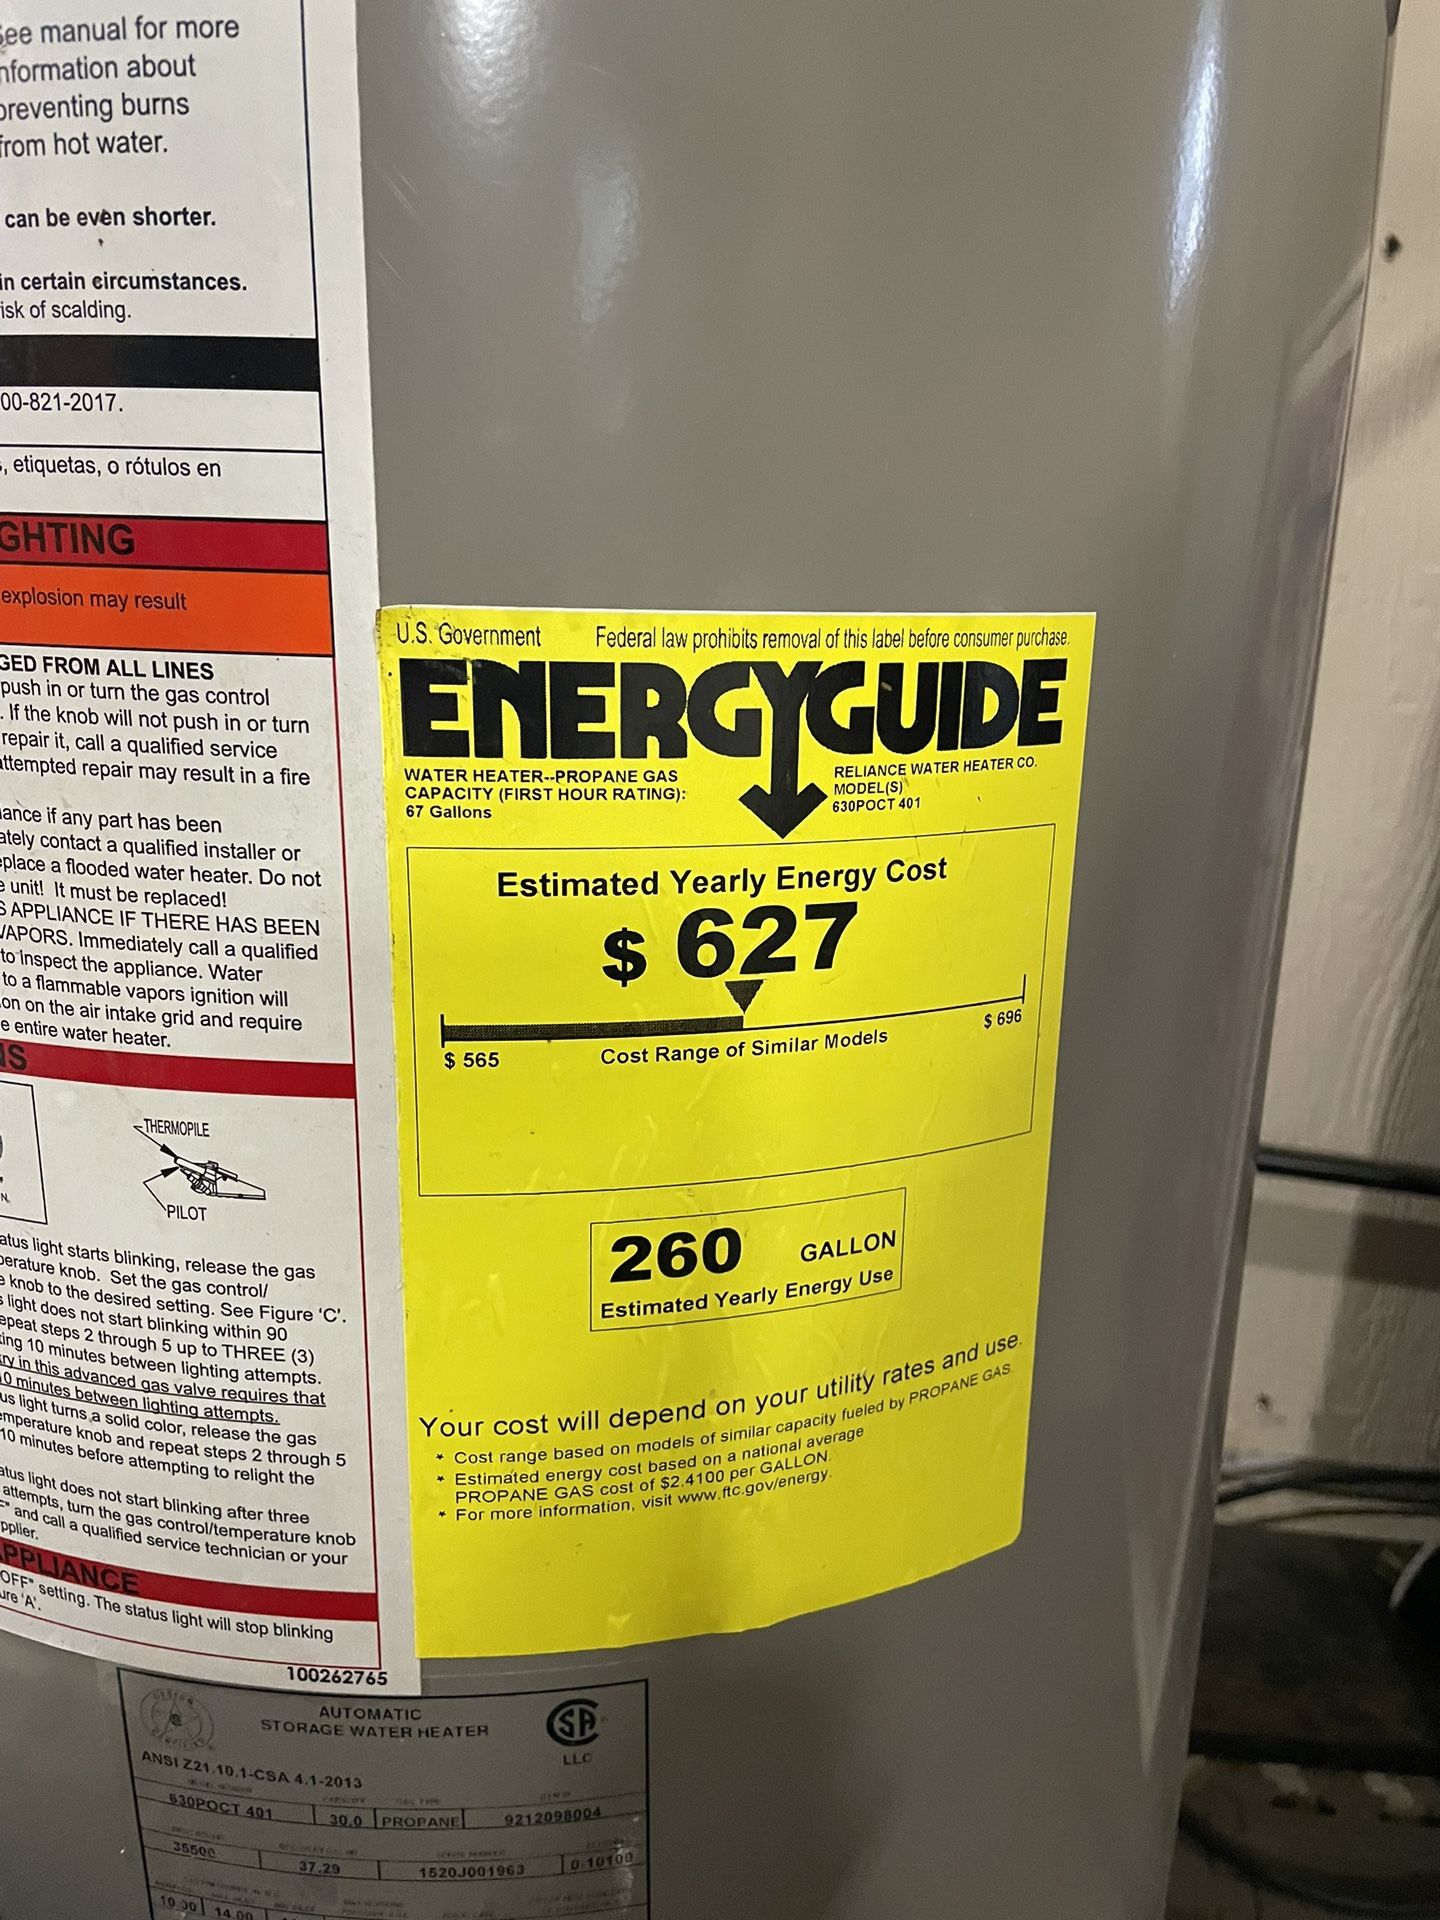 See manual for more
information about
preventing burns
from hot water.
can be even shorter.
in certain circumstances.
risk of scalding.
00-821-2017.
, etiquetas, o rótulos en
GHTING
explosion may result
GED FROM ALL LINES
push in or turn the gas control
. If the knob will not push in or turn
repair it, call a qualified service
attempted repair may result in a fire
ance if any part has been
ately contact a qualified installer or
eplace a flooded water heater. Do not
e unit! It must be replaced!
S APPLIANCE IF THERE HAS BEEN
VAPORS. Immediately call a qualified
to inspect the appliance. Water
to a flammable vapors ignition will
on on the air intake grid and require
e entire water heater.
NS
THERMOPILE
PILOT
N.
atus light starts blinking, release the gas
perature knob. Set the gas control/
e knob to the desired setting. See Figure 'C'.
s light does not start blinking within 90
epeat steps 2 through 5 up to THREE (3)
ting 10 minutes between lighting attempts.
ry in this advanced gas valve requires that
10 minutes between lighting attempts.
us light turns a solid color, release the gas
emperature knob and repeat steps 2 through 5
10 minutes before attempting to relight the
atus light does not start blinking after three
attempts, turn the gas control/temperature knob
F" and call a qualified service technician or your
pplier.
APPLIANCE
"OFF" setting. The status light will stop blinking
ure 'A'.
100262765
U.S. Government Federal law prohibits removal of this label before consumer purchase.
ENERGYGUIDE
WATER HEATER--PROPANE GAS
CAPACITY (FIRST HOUR RATING):
67 Gallons
RELIANCE WATER HEATER CO.
MODEL(S)
630POCT 401
Estimated Yearly Energy Cost
$ 627
$ 565
Cost Range of Similar Models
$ 696
260 GALLON
Estimated Yearly Energy Use
Your cost will depend on your utility rates and use.
* Cost range based on models of similar capacity fueled by PROPANE GAS.
* Estimated energy cost based on a national average
PROPANE GAS cost of $2.4100 per GALLON.
* For more information, visit www.ftc.gov/energy.
AUTOMATIC
STORAGE WATER HEATER
SA
LLC
ANSI Z21.10.1-CSA 4.1-2013
630POCT 401 30.0 PROPANE 9212098004
35500 37.29 1520J001963 0-10100
10.00 14.00